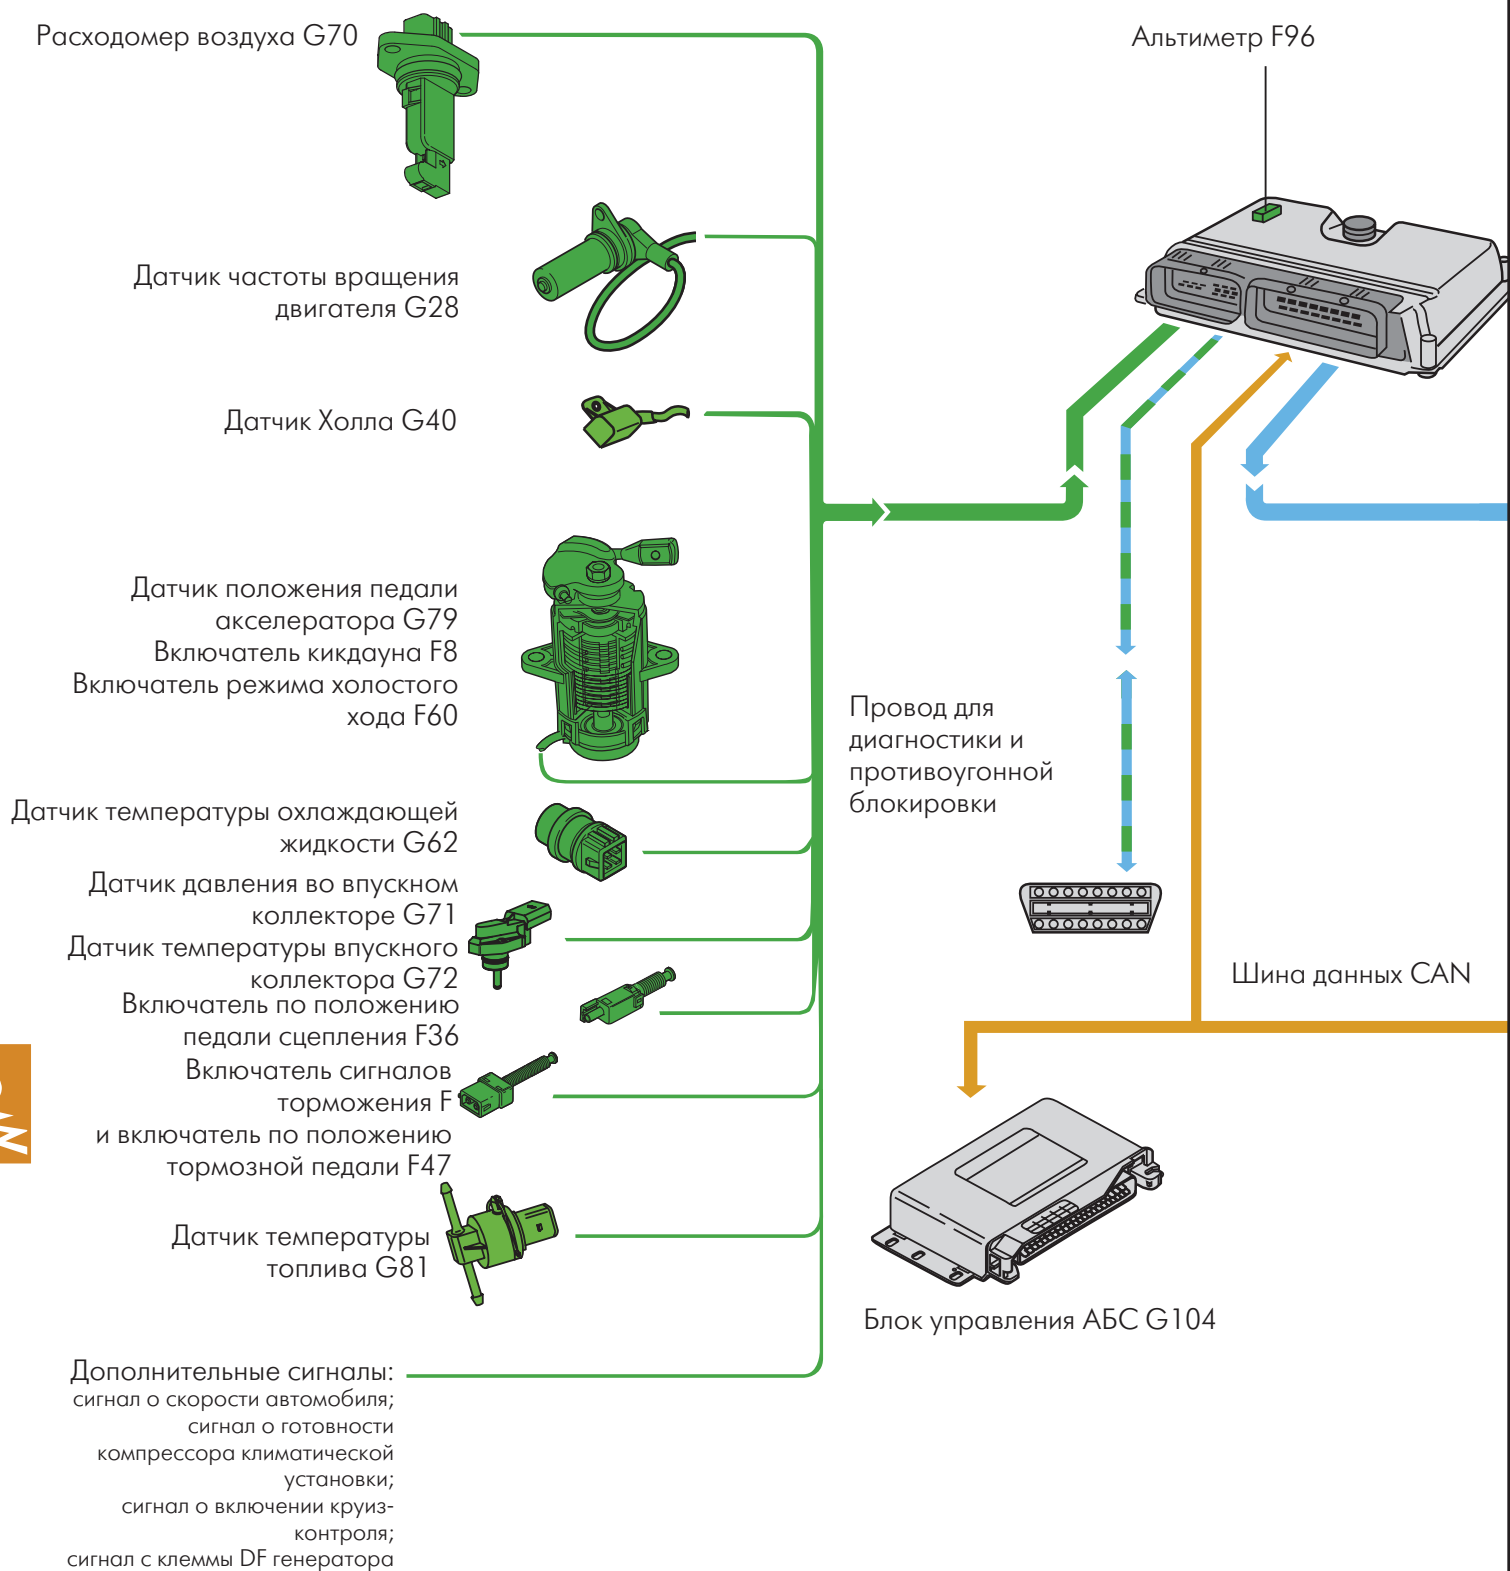 Расходомер воздуха G70
Альтиметр F96
Датчик частоты вращения
двигателя G28
Датчик Холла G40
Датчик положения педали
акселератора G79
Включатель кикдауна F8
Включатель режима холостого
хода F60
Провод для
диагностики и
противоугонной
блокировки
Датчик температуры охлаждающей
жидкости G62
Датчик давления во впускном
коллекторе G71
Датчик температуры впускного
коллектора G72
Включатель по положению
педали сцепления F36
Включатель сигналов
торможения F
и включатель по положению
тормозной педали F47
Шина данных CAN
Датчик температуры
топлива G81
Блок управления АБС G104
Дополнительные сигналы:
сигнал о скорости автомобиля;
сигнал о готовности
компрессора климатической
установки;
сигнал о включении круиз-
контроля;
сигнал с клеммы DF генератора